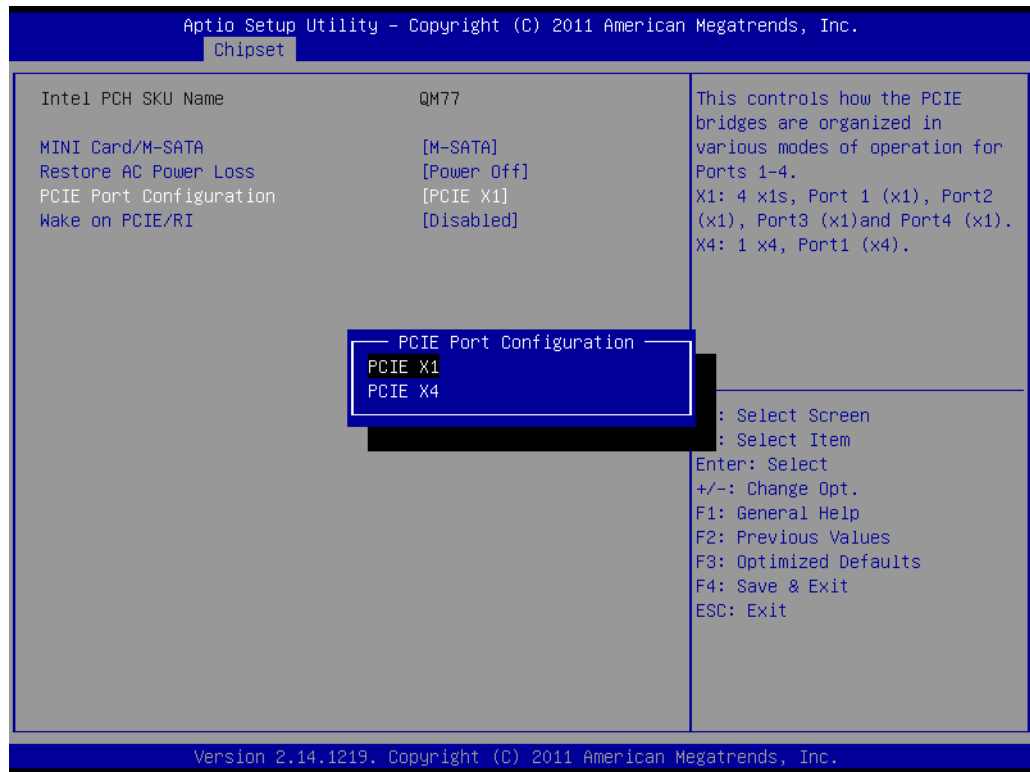 Aptio Setup Utility – Copyright (C) 2011 American Megatrends, Inc.
Chipset
Intel PCH SKU Name QM77
MINI Card/M-SATA [M-SATA]
Restore AC Power Loss [Power Off]
PCIE Port Configuration [PCIE X1]
Wake on PCIE/RI [Disabled]
This controls how the PCIE
bridges are organized in
various modes of operation for
Ports 1-4.
X1: 4 x1s, Port 1 (x1), Port2
(x1), Port3 (x1)and Port4 (x1).
X4: 1 x4, Port1 (x4).
PCIE Port Configuration
PCIE X1
PCIE X4
: Select Screen
: Select Item
Enter: Select
+/-: Change Opt.
F1: General Help
F2: Previous Values
F3: Optimized Defaults
F4: Save & Exit
ESC: Exit
Version 2.14.1219. Copyright (C) 2011 American Megatrends, Inc.